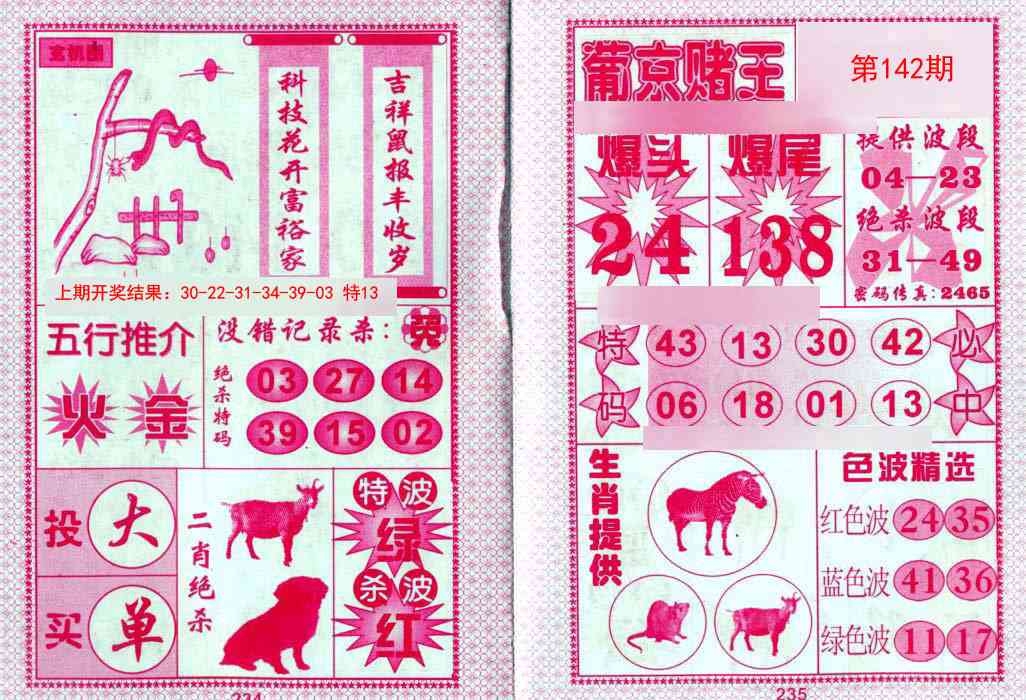 玄机图
科技花开富裕家
吉祥鼠报丰收岁
上期开奖结果：30-22-31-34-39-03 特13
五行推介
火 金
没错记录杀：
绝杀特码
03 27 14
39 15 02
投 大
买 单
二肖绝杀
特波
绿
杀波
红
234
葡京赌王
第142期
爆头
24
爆尾
138
提供波段
04—23
绝杀波段
31—49
密码传真:2465
特码
43 13 30 42
06 18 01 13
必中
生肖提供
色波精选
红色波 24 35
蓝色波 41 36
绿色波 11 17
235